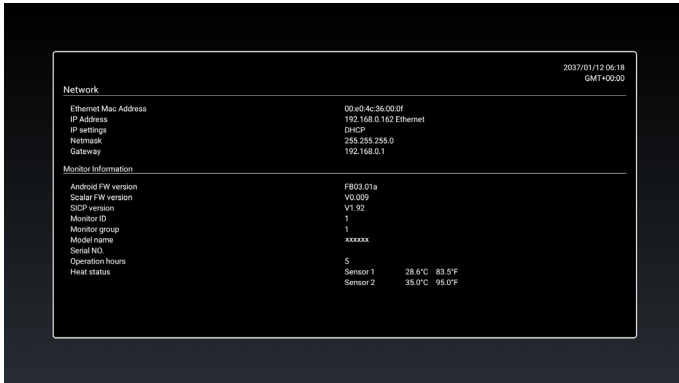 2037/01/12 06:18
GMT+00:00
Network
Ethernet Mac Address 00:e0:4c:36:00:0f
IP Address 192.168.0.162 Ethernet
IP settings DHCP
Netmask 255.255.255.0
Gateway 192.168.0.1
Monitor Information
Android FW version FB03.01a
Scalar FW version V0.009
SICP version V1.92
Monitor ID 1
Monitor group 1
Model name xxxxxx
Serial NO.
Operation hours 5
Heat status Sensor 1 28.6°C 83.5°F
Sensor 2 35.0°C 95.0°F